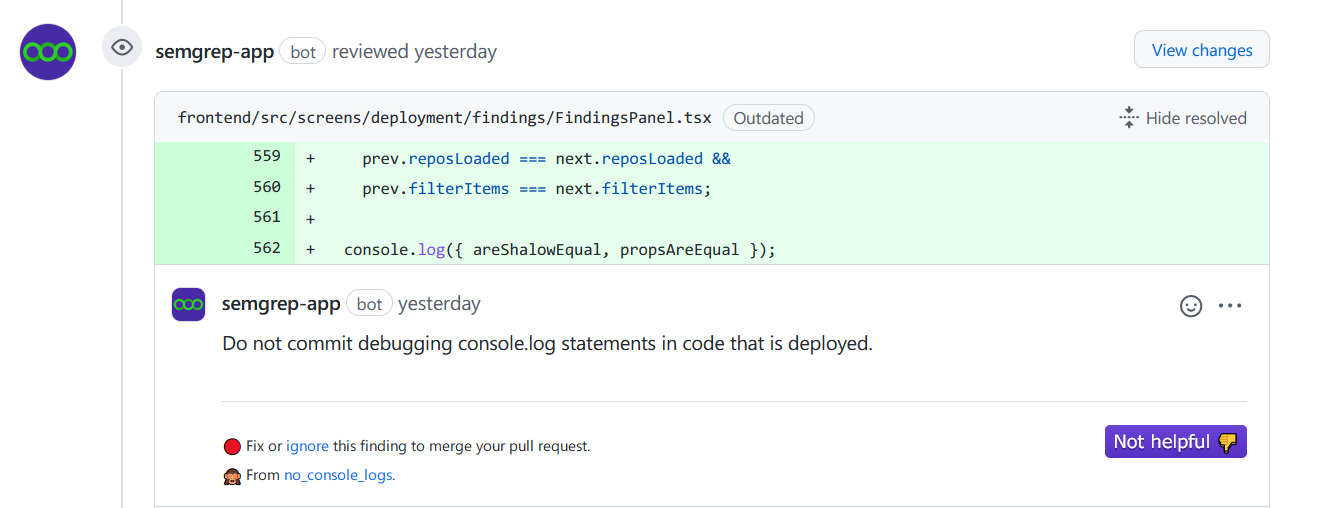 semgrep-app bot reviewed yesterday View changes
frontend/src/screens/deployment/findings/FindingsPanel.tsx Outdated Hide resolved
559 + prev.reposLoaded === next.reposLoaded &&
560 + prev.filterItems === next.filterItems;
561 +
562 + console.log({ areShalowEqual, propsAreEqual });
semgrep-app bot yesterday
Do not commit debugging console.log statements in code that is deployed.
Fix or ignore this finding to merge your pull request. Not helpful 👎
From no_console_logs.